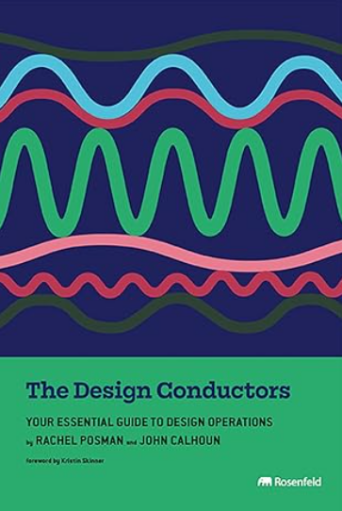 The Design Conductors
YOUR ESSENTIAL GUIDE TO DESIGN OPERATIONS
by RACHEL POSMAN and JOHN CALHOUN
foreword by Kristin Skinner
Rosenfeld